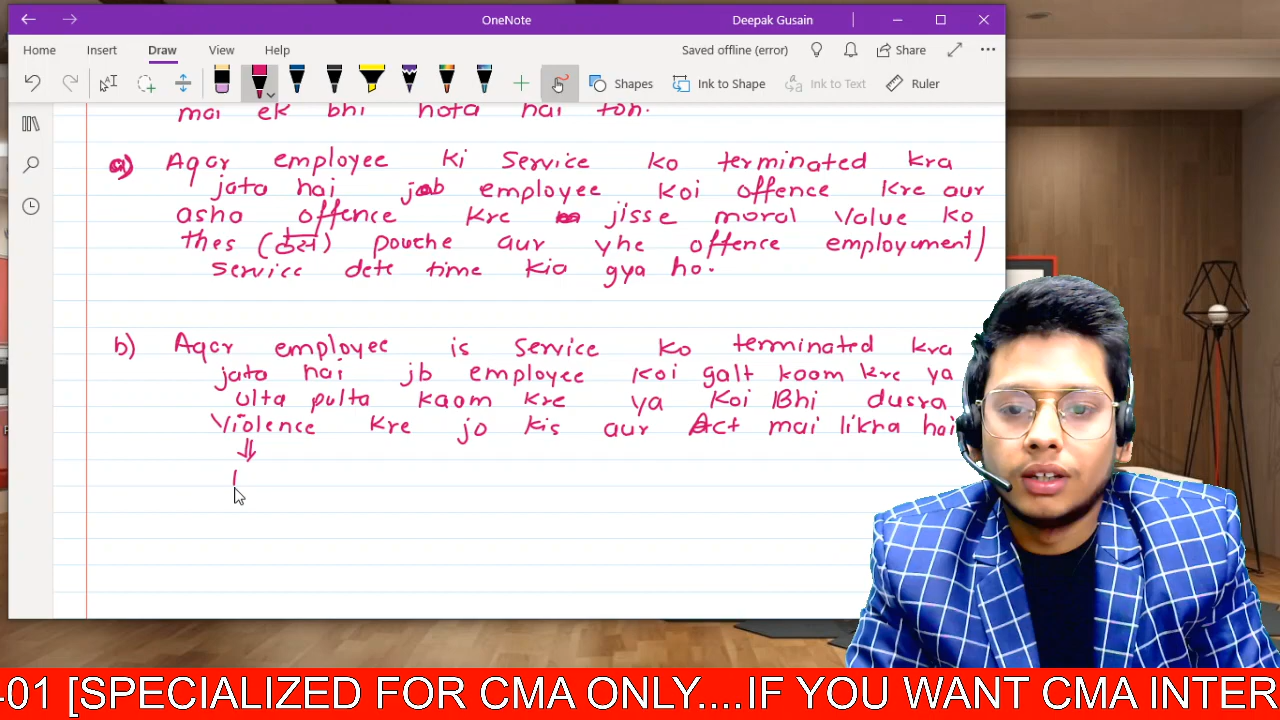 OneNote
Deepak Gusain
Home Insert Draw View Help
Saved offline (error)
Share
Shapes
Ink to Shape
Ink to Text
Ruler
mai ek bhi hota hai toh.
a) Agar employee ki Service ko terminated kra
jata hai jab employee koi offence kre aur
asha offence kre jisse moral Value ko
thes (ठेस) pouche aur yhe offence employument)
service dete time kia gya ho.
b) Agar employee is Service ko terminated kra
jata hai jb employee koi galt kaam kre ya
ulta pulta kaam kre ya koi Bhi dusra
Violence kre jo kis aur Act mai likha hai
⇓
-01 [SPECIALIZED FOR CMA ONLY....IF YOU WANT CMA INTER